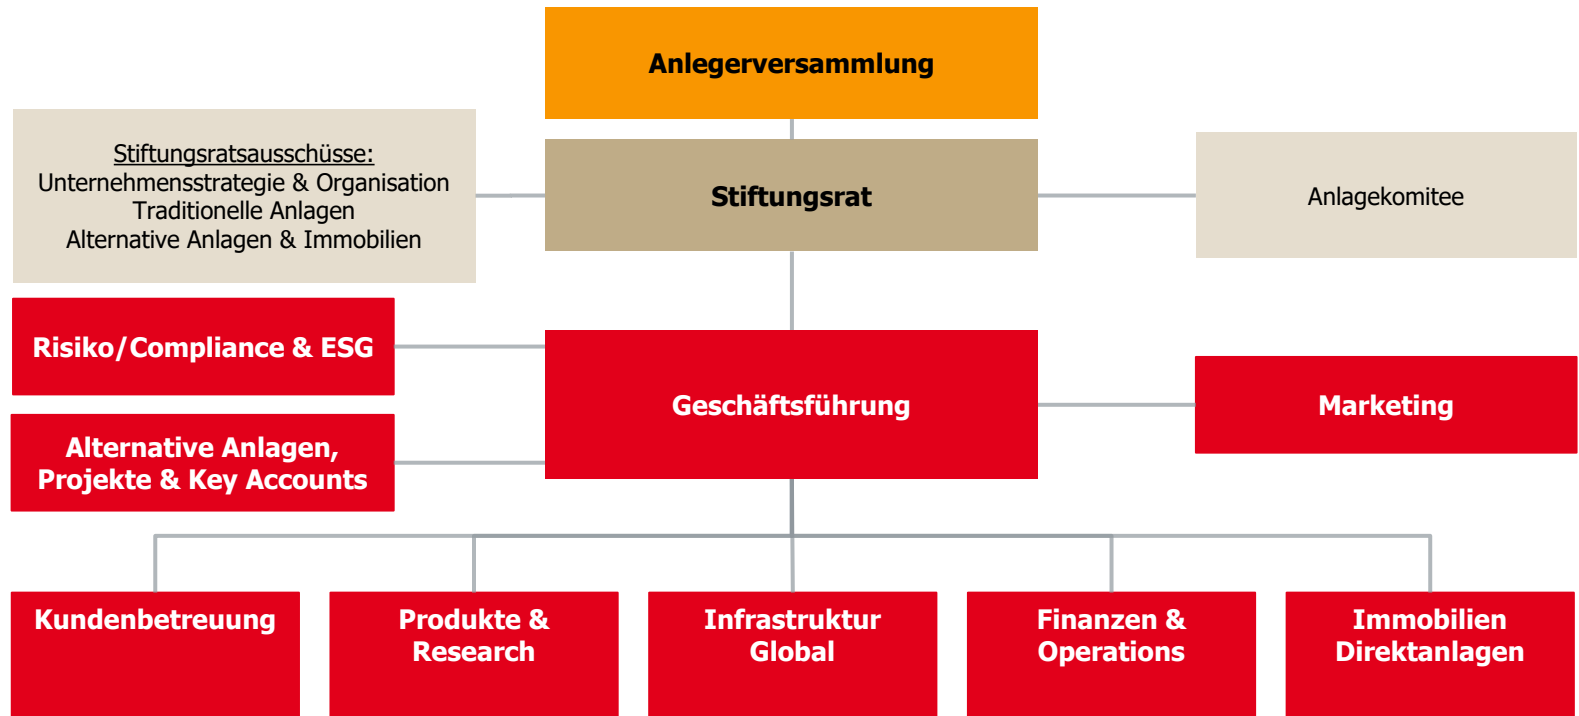 Anlegerversammlung
Stiftungsratsausschüsse:
Unternehmensstrategie & Organisation
Traditionelle Anlagen
Alternative Anlagen & Immobilien
Stiftungsrat
Anlagekomitee
Risiko/Compliance & ESG
Geschäftsführung
Marketing
Alternative Anlagen,
Projekte & Key Accounts
Kundenbetreuung
Produkte &
Research
Infrastruktur
Global
Finanzen &
Operations
Immobilien
Direktanlagen